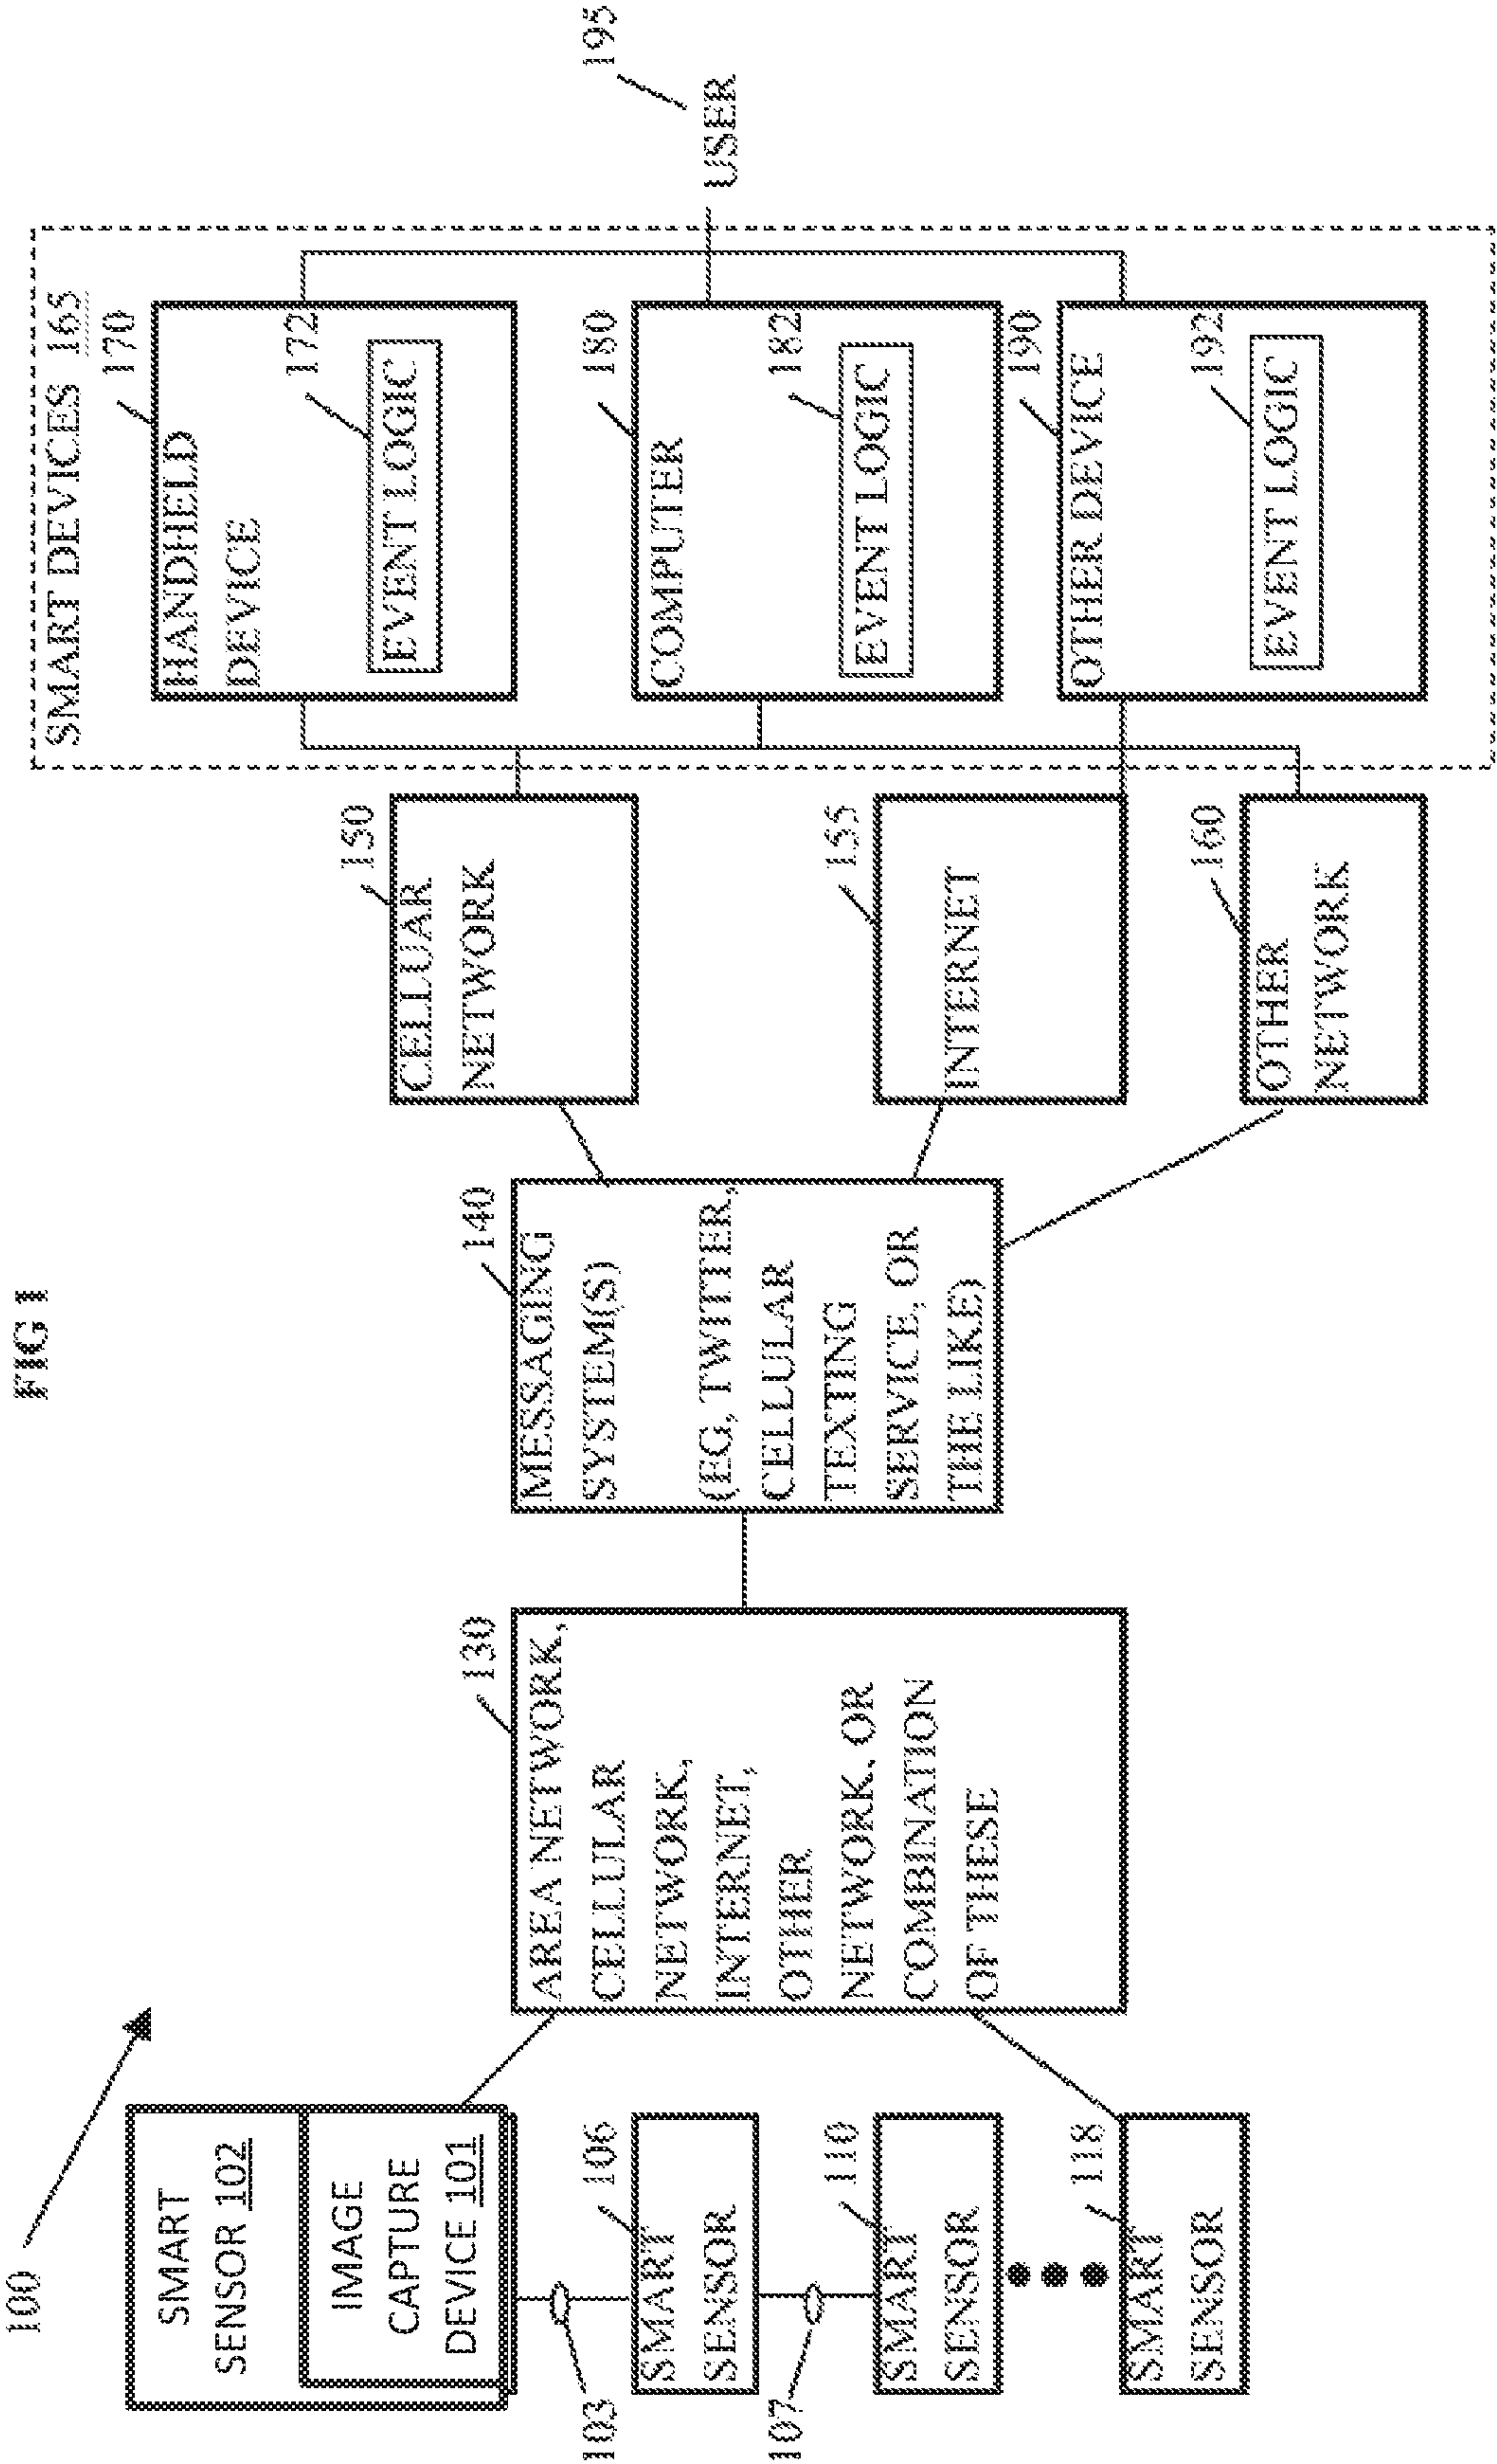 FIG 1
100
SMART
SENSOR 102
IMAGE
CAPTURE
DEVICE 101
103
106
SMART
SENSOR
107
110
SMART
SENSOR
118
SMART
SENSOR
130
AREA NETWORK,
CELLULAR
NETWORK,
INTERNET,
OTHER
NETWORK. OR
COMBINATION
OF THESE
140
MESSAGING
SYSTEM(S)
(EG, TWITTER,
CELLULAR
TEXTING
SERVICE, OR
THE LIKE)
150
CELLUAR
NETWORK
155
INTERNET
160
OTHER
NETWORK
SMART DEVICES 165
170
HANDHELD
DEVICE
172
EVENT LOGIC
180
COMPUTER
182
EVENT LOGIC
190
OTHER DEVICE
192
EVENT LOGIC
195
USER